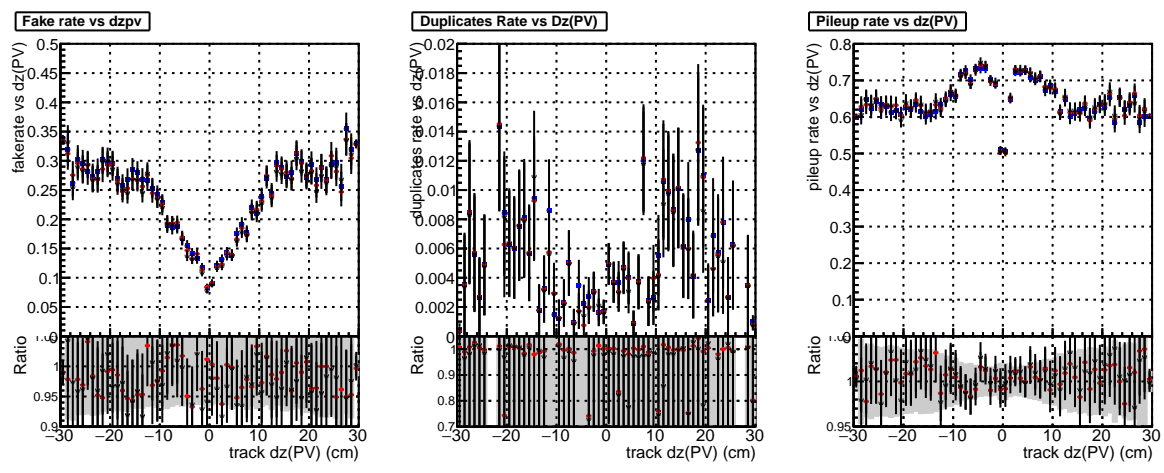 Fake rate vs dzpv
fakerate vs dz(PV)
0.5
0.45
0.4
0.35
0.3
0.25
0.2
0.15
0.1
0.05
0
Ratio
1
0.95
0.9
−30 −20 −10 0 10 20 30
track dz(PV) (cm)
Duplicates Rate vs Dz(PV)
duplicates rate vs dz(PV)
0.02
0.018
0.016
0.014
0.012
0.01
0.008
0.006
0.004
0.002
0
Ratio
1
0.9
0.8
0.7
−30 −20 −10 0 10 20 30
track dz(PV) (cm)
Pileup rate vs dz(PV)
pileup rate vs dz(PV)
0.8
0.7
0.6
0.5
0.4
0.3
0.2
0.1
0
Ratio
1
0.95
−30 −20 −10 0 10 20 30
track dz(PV) (cm)